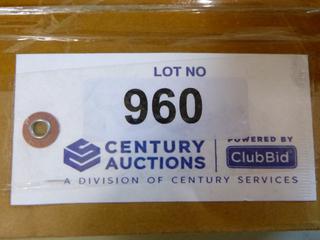 LOT NO
960
CENTURY
AUCTIONS
POWERED BY
ClubBid
A DIVISION OF CENTURY SERVICES